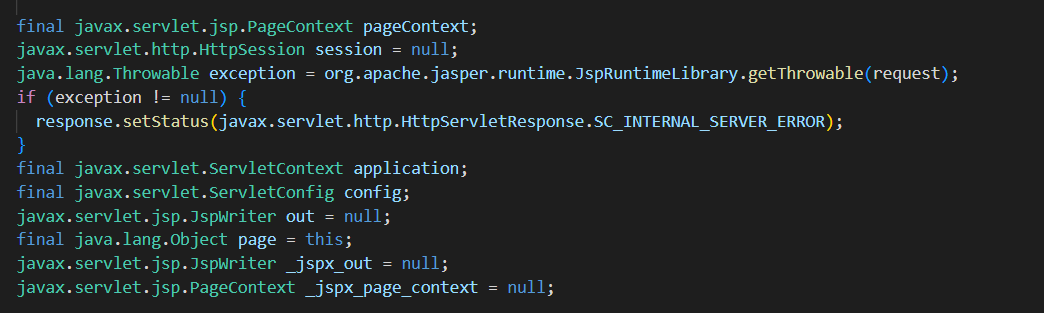 final javax.servlet.jsp.PageContext pageContext;
javax.servlet.http.HttpSession session = null;
java.lang.Throwable exception = org.apache.jasper.runtime.JspRuntimeLibrary.getThrowable(request);
if (exception != null) {
  response.setStatus(javax.servlet.http.HttpServletResponse.SC_INTERNAL_SERVER_ERROR);
}
final javax.servlet.ServletContext application;
final javax.servlet.ServletConfig config;
javax.servlet.jsp.JspWriter out = null;
final java.lang.Object page = this;
javax.servlet.jsp.JspWriter _jspx_out = null;
javax.servlet.jsp.PageContext _jspx_page_context = null;